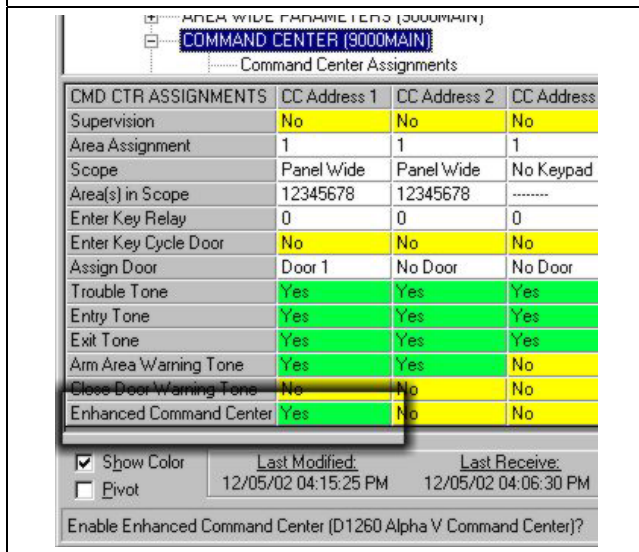 AREA WIDE PARAMETERS (9000MAIN)
COMMAND CENTER (9000MAIN)
Command Center Assignments
CMD CTR ASSIGNMENTS CC Address 1 CC Address 2 CC Address
Supervision No No No
Area Assignment 1 1 1
Scope Panel Wide Panel Wide No Keypad
Area(s) in Scope 12345678 12345678 --------
Enter Key Relay 0 0 0
Enter Key Cycle Door No No No
Assign Door Door 1 No Door No Door
Trouble Tone Yes Yes Yes
Entry Tone Yes Yes Yes
Exit Tone Yes Yes Yes
Arm Area Warning Tone Yes Yes No
Close Door Warning Tone No No No
Enhanced Command Center Yes No No
Show Color Last Modified: Last Receive:
Pivot 12/05/02 04:15:25 PM 12/05/02 04:06:30 PM
Enable Enhanced Command Center (D1260 Alpha V Command Center)?